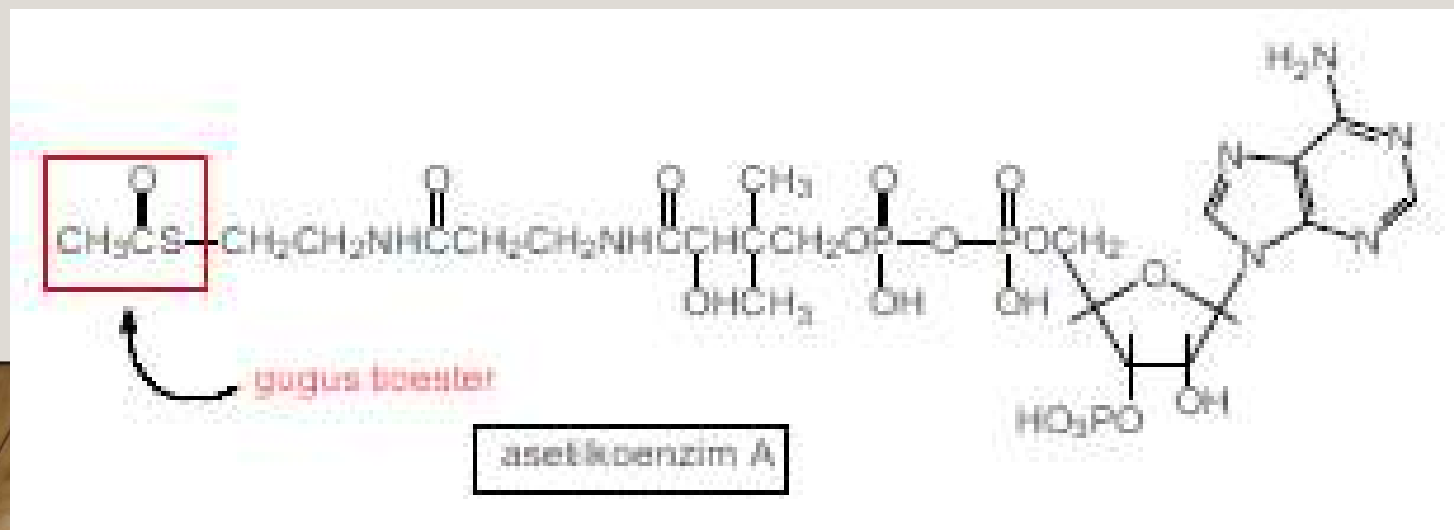 H₂N
N N
O O O CH₃ O O
CH₃CS-CH₂CH₂NHCCH₂CH₂NHCCHCCH₂OP-O-POCH₂ N N
O
OHCH₃ OH OH
gugus tioester
HO₃PO OH
asetilkoenzim A